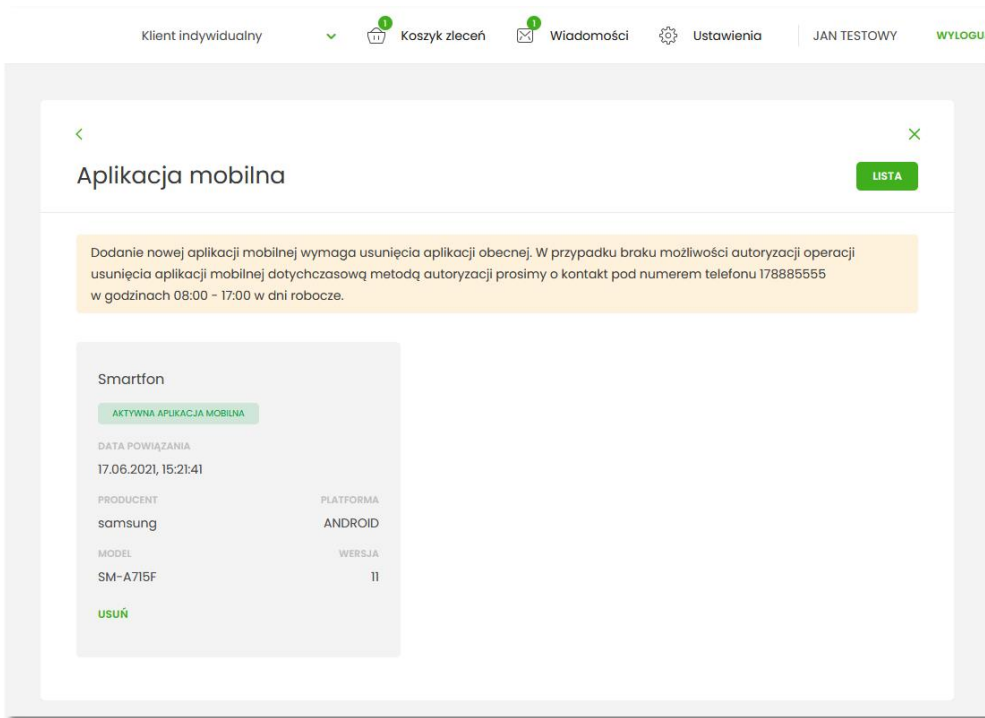 Klient indywidualny
1
Koszyk zleceń
1
Wiadomości
Ustawienia
JAN TESTOWY
Aplikacja mobilna
LISTA
Dodanie nowej aplikacji mobilnej wymaga usunięcia aplikacji obecnej. W przypadku braku możliwości autoryzacji operacji
usunięcia aplikacji mobilnej dotychczasową metodą autoryzacji prosimy o kontakt pod numerem telefonu 178885555
w godzinach 08:00 - 17:00 w dni robocze.
Smartfon
AKTYWNA APLIKACJA MOBILNA
DATA POWIĄZANIA
17.06.2021, 15:21:41
PRODUCENT PLATFORMA
samsung ANDROID
MODEL WERSJA
SM-A715F 11
USUŃ